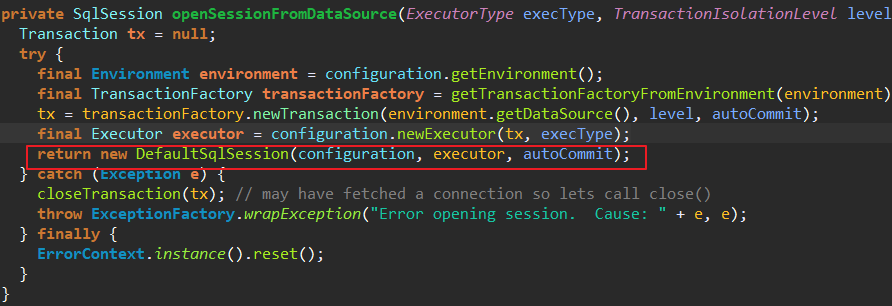 private SqlSession openSessionFromDataSource(ExecutorType execType, TransactionIsolationLevel level
Transaction tx = null;
try {
final Environment environment = configuration.getEnvironment();
final TransactionFactory transactionFactory = getTransactionFactoryFromEnvironment(environment)
tx = transactionFactory.newTransaction(environment.getDataSource(), level, autoCommit);
final Executor executor = configuration.newExecutor(tx, execType);
return new DefaultSqlSession(configuration, executor, autoCommit);
} catch (Exception e) {
closeTransaction(tx); // may have fetched a connection so lets call close()
throw ExceptionFactory.wrapException("Error opening session.  Cause: " + e, e);
} finally {
ErrorContext.instance().reset();
}
}